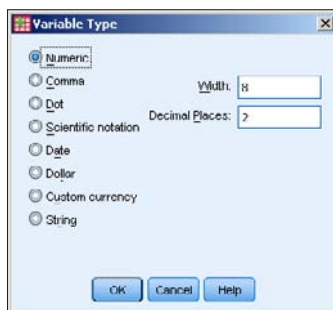 Variable Type
Numeric
Comma
Dot
Scientific notation
Date
Dollar
Custom currency
String
Width: 8
Decimal Places: 2
OK Cancel Help